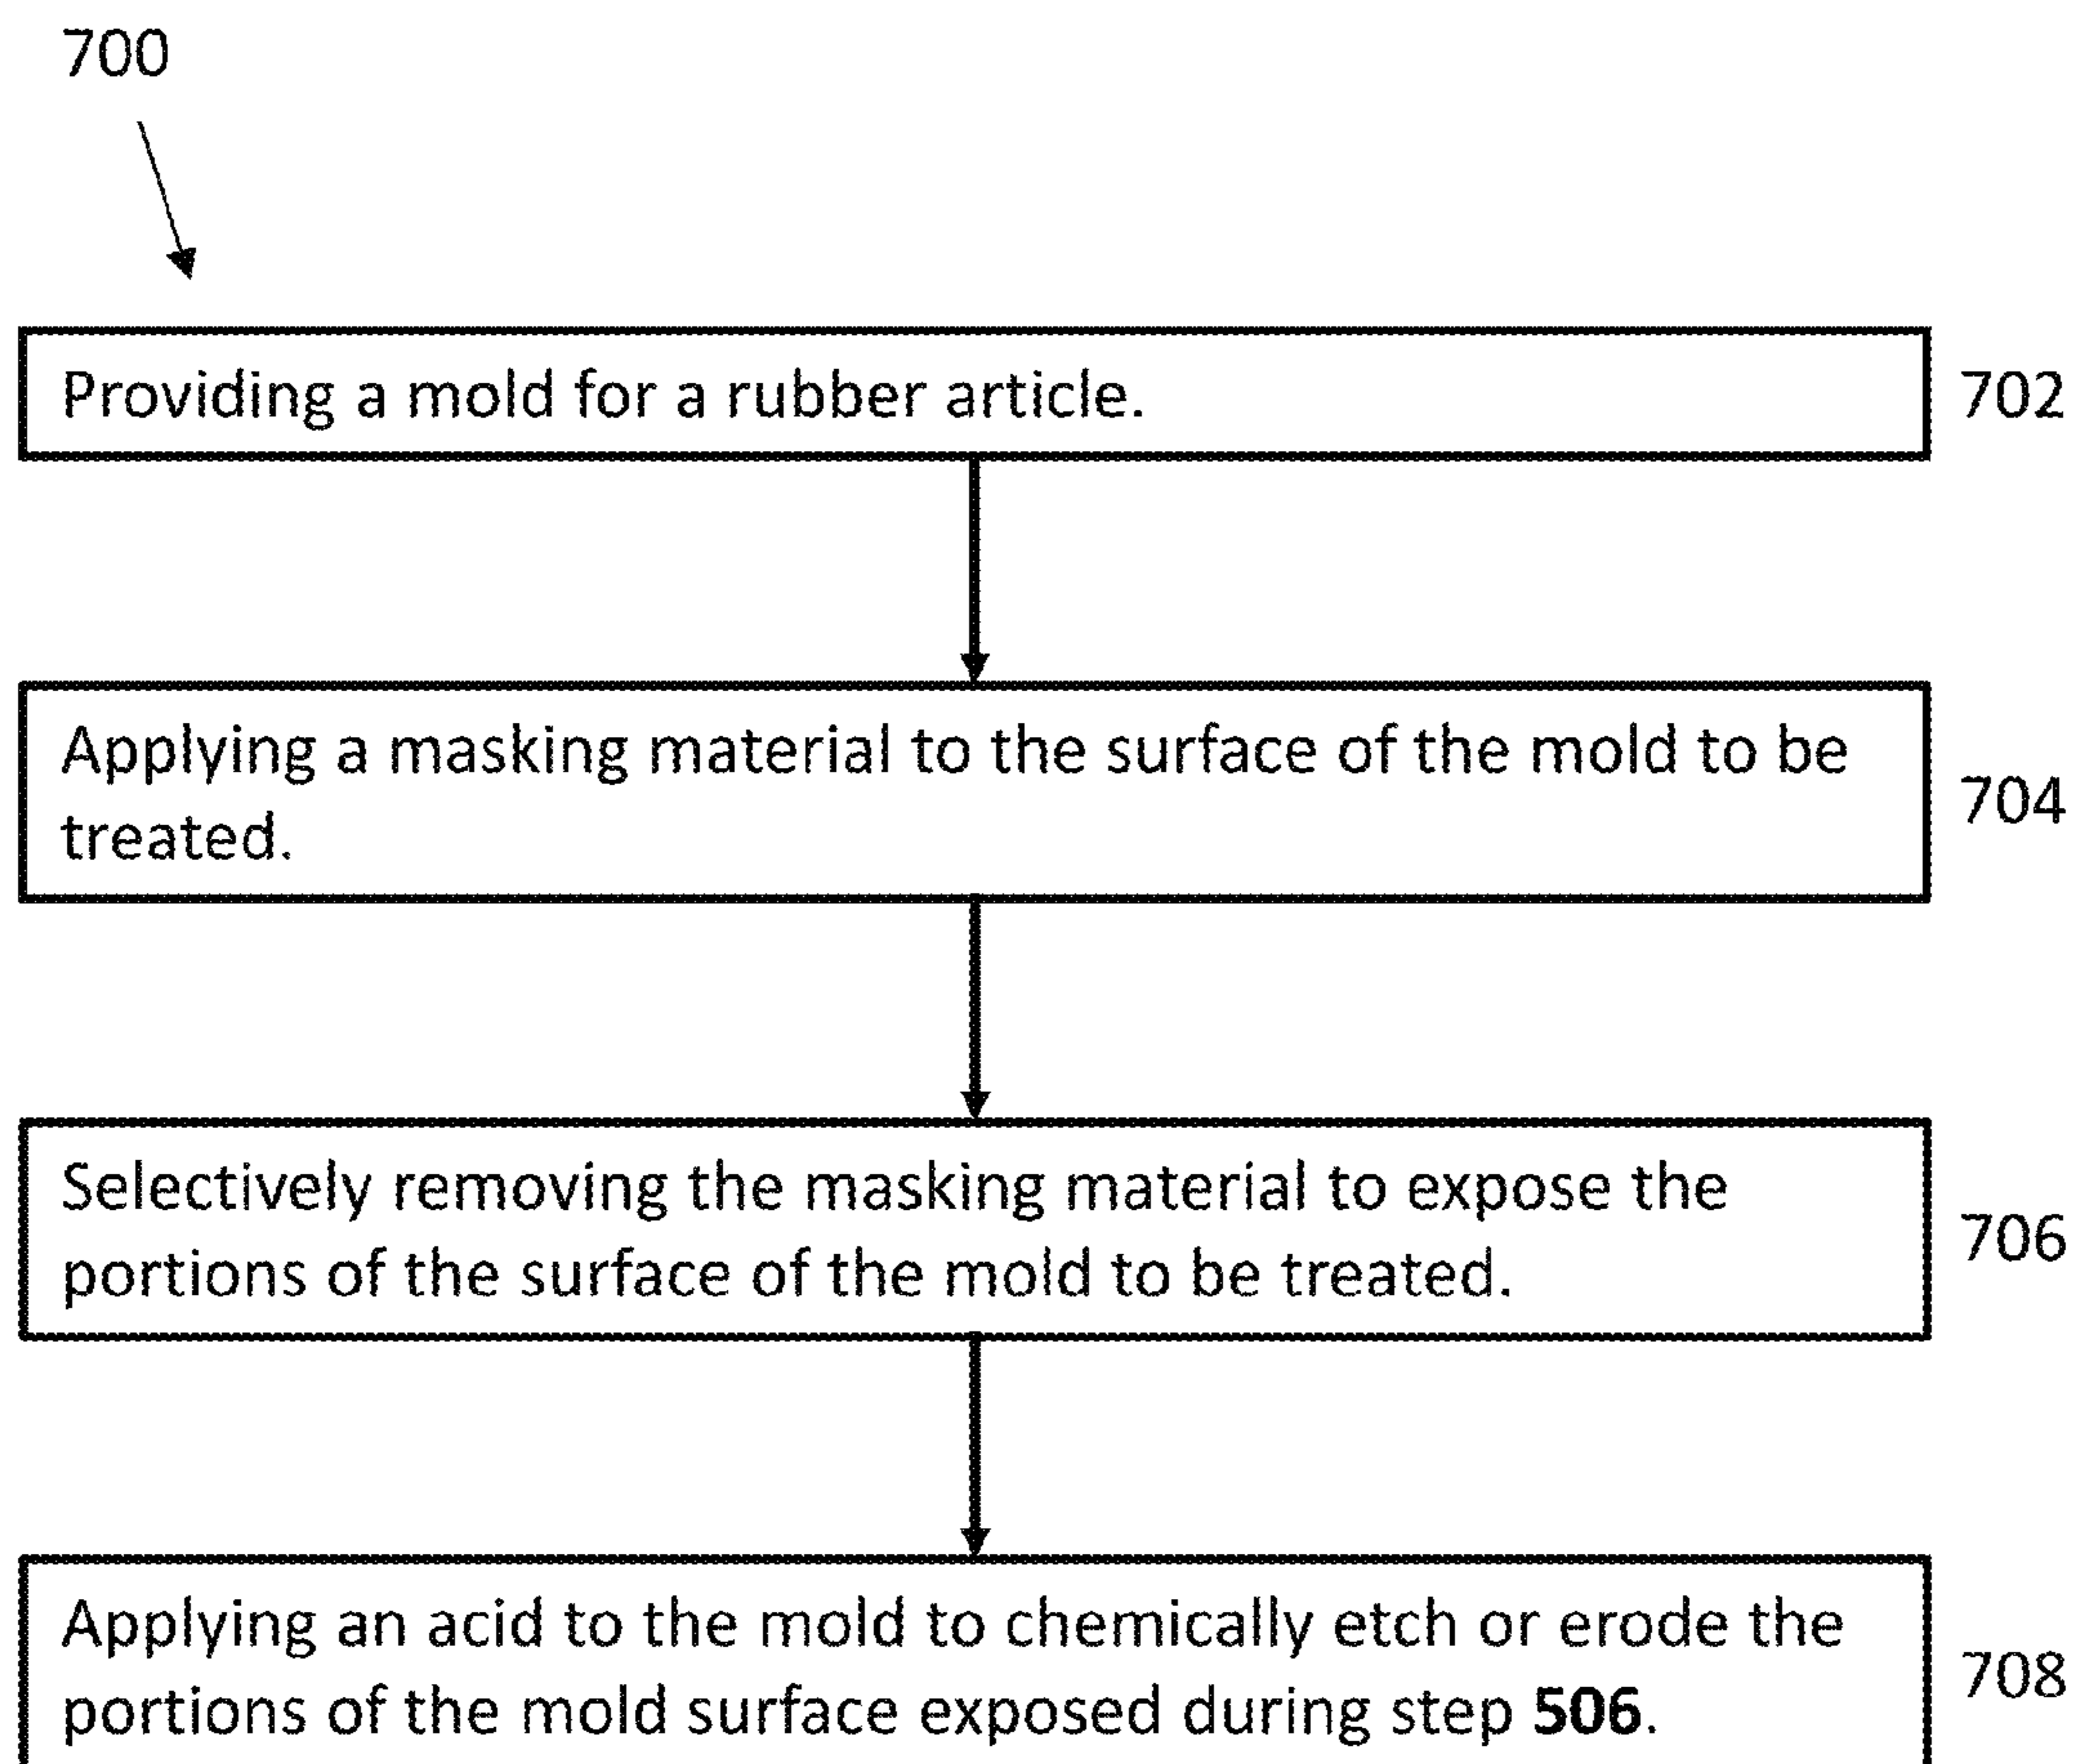 700
Providing a mold for a rubber article.
702
Applying a masking material to the surface of the mold to be
treated.
704
Selectively removing the masking material to expose the
portions of the surface of the mold to be treated.
706
Applying an acid to the mold to chemically etch or erode the
portions of the mold surface exposed during step 506.
708